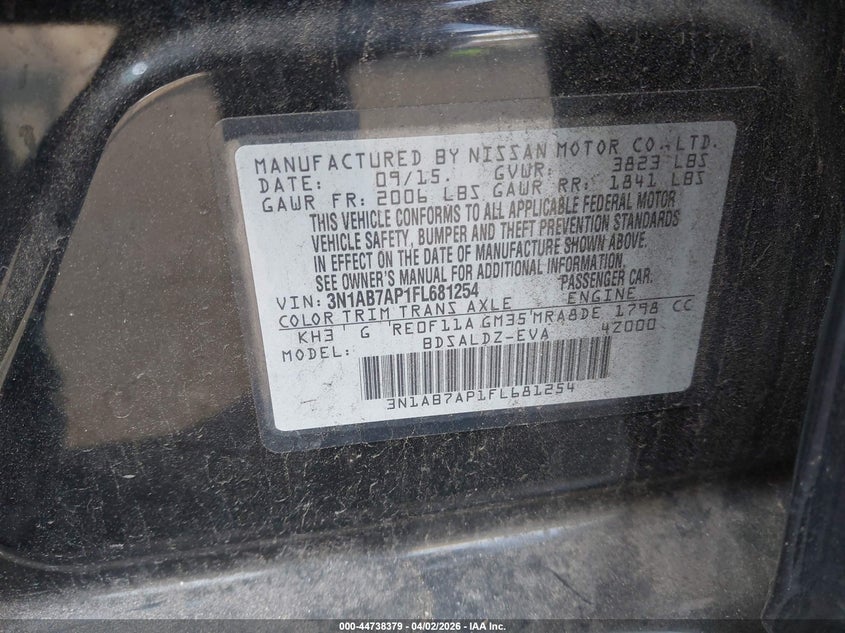 MANUFACTURED BY NISSAN MOTOR CO.,LTD.
DATE: 09/15. GVWR: 3823 LBS
GAWR FR: 2006 LBS GAWR RR: 1841 LBS
THIS VEHICLE CONFORMS TO ALL APPLICABLE FEDERAL MOTOR
VEHICLE SAFETY, BUMPER AND THEFT PREVENTION STANDARDS
IN EFFECT ON THE DATE OF MANUFACTURE SHOWN ABOVE.
SEE OWNER'S MANUAL FOR ADDITIONAL INFORMATION.
VIN: 3N1AB7AP1FL681254 PASSENGER CAR.
COLOR TRIM TRANS AXLE ENGINE
KH3 G RE0F11A GM35 MRA8DE 1798 CC
MODEL: BDSALDZ-EVA 4Z000
3N1AB7AP1FL681254
000-44738379 | 04/02/2026 - IAA Inc.